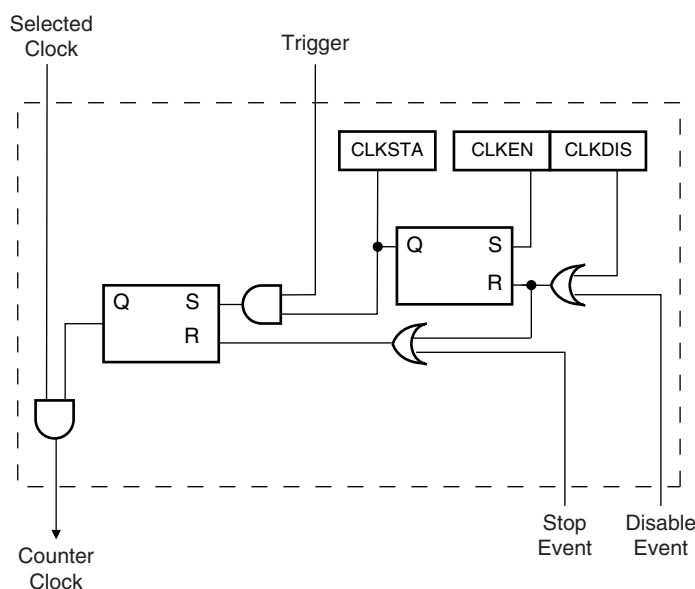 Selected
Clock
Trigger
CLKSTA
CLKEN
CLKDIS
Q
S
R
Q
S
R
Stop
Event
Disable
Event
Counter
Clock